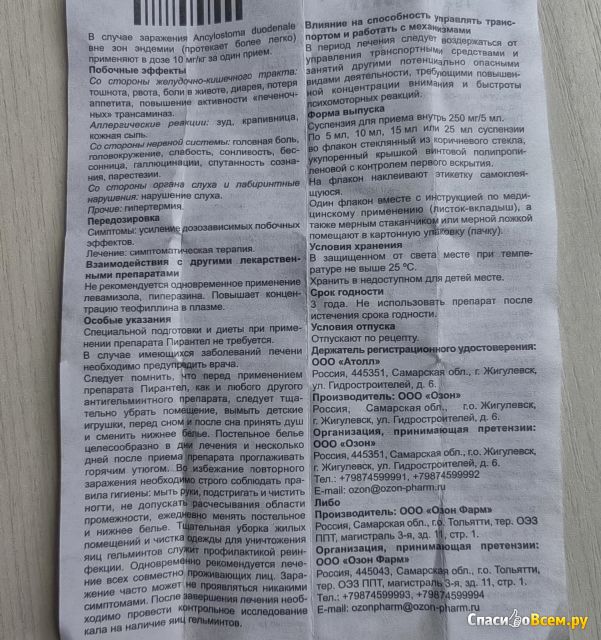 В случае заражения Ancylostoma duodenale
вне зон эндемии (протекает более легко)
применяют в дозе 10 мг/кг за один прием.
Побочные эффекты
Со стороны желудочно-кишечного тракта:
тошнота, рвота, боли в животе, диарея, потеря
аппетита, повышение активности «печеноч-
ных» трансаминаз.
Аллергические реакции: зуд, крапивница,
кожная сыпь.
Со стороны нервной системы: головная боль,
головокружение, слабость, сонливость, бес-
сонница, галлюцинации, спутанность созна-
ния, парестезии.
Со стороны органа слуха и лабиринтные
нарушения: нарушение слуха.
Прочие: гипертермия.
Передозировка
Симптомы: усиление дозозависимых побочных
эффектов.
Лечение: симптоматическая терапия.
Взаимодействия с другими лекарствен-
ными препаратами
Не рекомендуется одновременное применение
левамизола, пиперазина. Повышает концен-
трацию теофиллина в плазме.
Особые указания
Специальной подготовки и диеты при приме-
нении препарата Пирантел не требуется.
В случае имеющихся заболеваний печени
необходимо предупредить врача.
Следует помнить, что перед применением
препарата Пирантел, как и любого другого
антигельминтного препарата, следует тща-
тельно убрать помещение, вымыть детские
игрушки, перед сном и после сна принять душ
и сменить нижнее белье. Постельное белье
целесообразно в дни лечения и несколько
дней после приема препарата проглаживать
горячим утюгом. Во избежание повторного
заражения необходимо строго соблюдать пра-
вила гигиены: мыть руки, подстригать и чистить
ногти, не допускать расчесывания области
промежности, ежедневно менять постельное
и нижнее белье. Тщательная уборка жилых
помещений и чистка одежды для уничтожения
яиц гельминтов служит профилактикой реин-
фекции. Одновременно рекомендуется лече-
ние всех совместно проживающих лиц. Зара-
жение часто может не проявляться никакими
симптомами. После завершения лечения необ-
ходимо провести контрольное исследование
кала на наличие яиц гельминтов.
Влияние на способность управлять транс-
портом и работать с механизмами
В период лечения следует воздержаться от
управления транспортными средствами и
занятий другими потенциально опасными
видами деятельности, требующими повышен-
ной концентрации внимания и быстроты
психомоторных реакций.
Форма выпуска
Суспензия для приема внутрь 250 мг/5 мл.
По 5 мл, 10 мл, 15 мл или 25 мл суспензии
во флакон стеклянный из коричневого стекла,
укупоренный крышкой винтовой полипропи-
леновой с контролем первого вскрытия.
На флакон наклеивают этикетку самоклея-
щуюся.
Один флакон вместе с инструкцией по меди-
цинскому применению (листок-вкладыш), а
также мерным стаканчиком или мерной ложкой
помещают в картонную упаковку (пачку).
Условия хранения
В защищенном от света месте при темпе-
ратуре не выше 25 ºС.
Хранить в недоступном для детей месте.
Срок годности
3 года. Не использовать препарат после
истечения срока годности.
Условия отпуска
Отпускают по рецепту.
Держатель регистрационного удостоверения:
ООО «Атолл»
Россия, 445351, Самарская обл., г. Жигулевск,
ул. Гидростроителей, д. 6.
Производитель: ООО «Озон»
Россия, Самарская обл., г.о. Жигулевск,
г. Жигулевск, ул. Гидростроителей, д. 6.
Организация, принимающая претензии:
ООО «Озон»
Россия, 445351, Самарская обл., г.о. Жигулевск,
г. Жигулевск, ул. Гидростроителей, д. 6.
Тел.: +79874599991, +79874599992
E-mail: ozon@ozon-pharm.ru
Либо
Производитель: ООО «Озон Фарм»
Россия, Самарская обл., г.о. Тольятти, тер. ОЭЗ
ППТ, магистраль 3-я, зд. 11, стр. 1.
Организация, принимающая претензии:
ООО «Озон Фарм»
Россия, 445043, Самарская обл., г.о. Тольятти,
тер. ОЭЗ ППТ, магистраль 3-я, зд. 11, стр. 1.
Тел.: +79874599993, +79874599994
E-mail: ozonpharm@ozon-pharm.ru
СпасибоВсем.ру